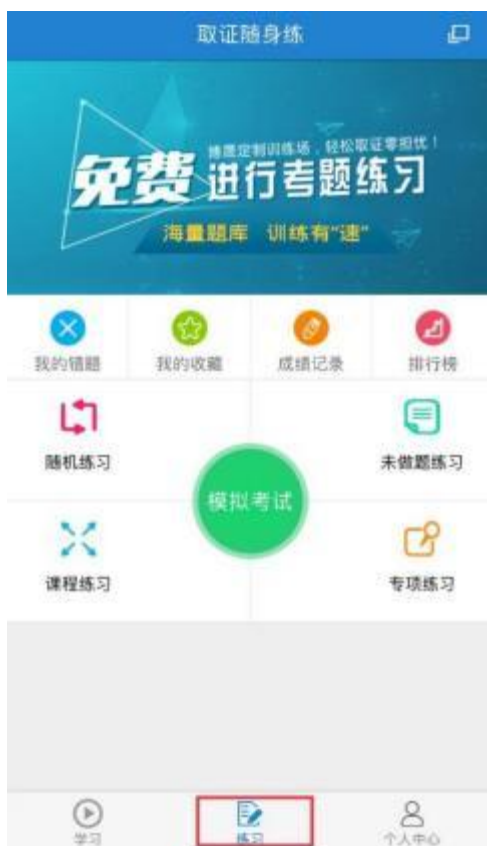 取证随身练
博晟定制训练场，轻松取证零担忧！
免费进行考题练习
海量题库 训练有"速"
我的错题 我的收藏 成绩记录 排行榜
随机练习 未做题练习
模拟考试
课程练习 专项练习
学习 练习 个人中心